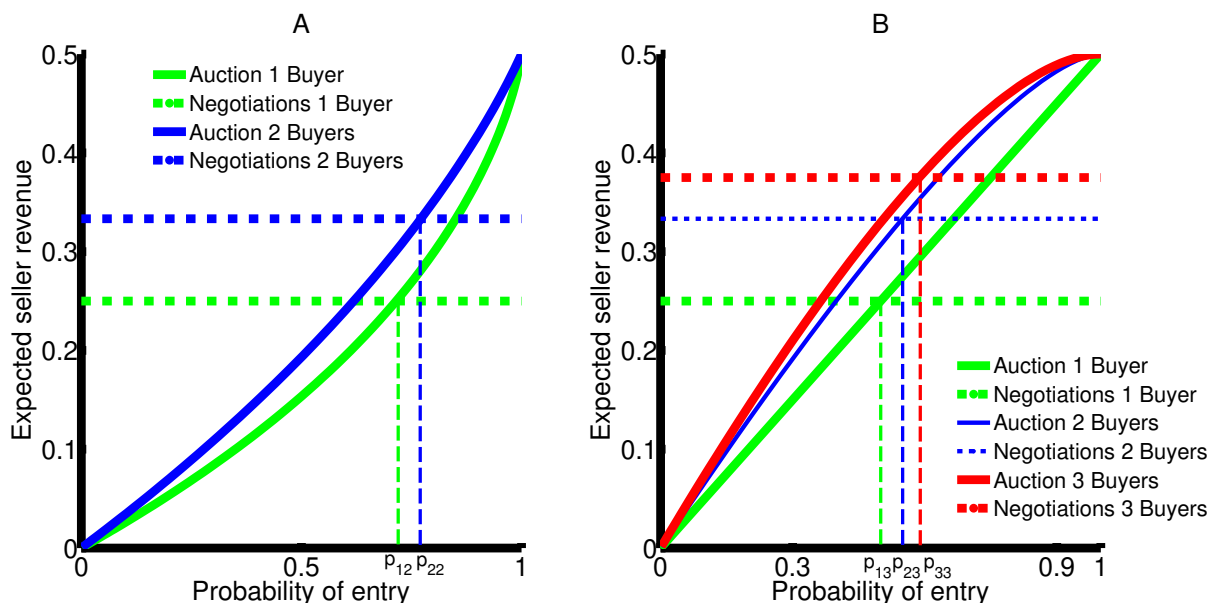 A
Expected seller revenue
0.5
0.4
0.3
0.2
0.1
0
Auction 1 Buyer
Negotiations 1 Buyer
Auction 2 Buyers
Negotiations 2 Buyers
0 0.5 p12 p22 1
Probability of entry
B
Expected seller revenue
0.5
0.4
0.3
0.2
0.1
0
Auction 1 Buyer
Negotiations 1 Buyer
Auction 2 Buyers
Negotiations 2 Buyers
Auction 3 Buyers
Negotiations 3 Buyers
0 0.3 p13 p23 p33 0.9 1
Probability of entry